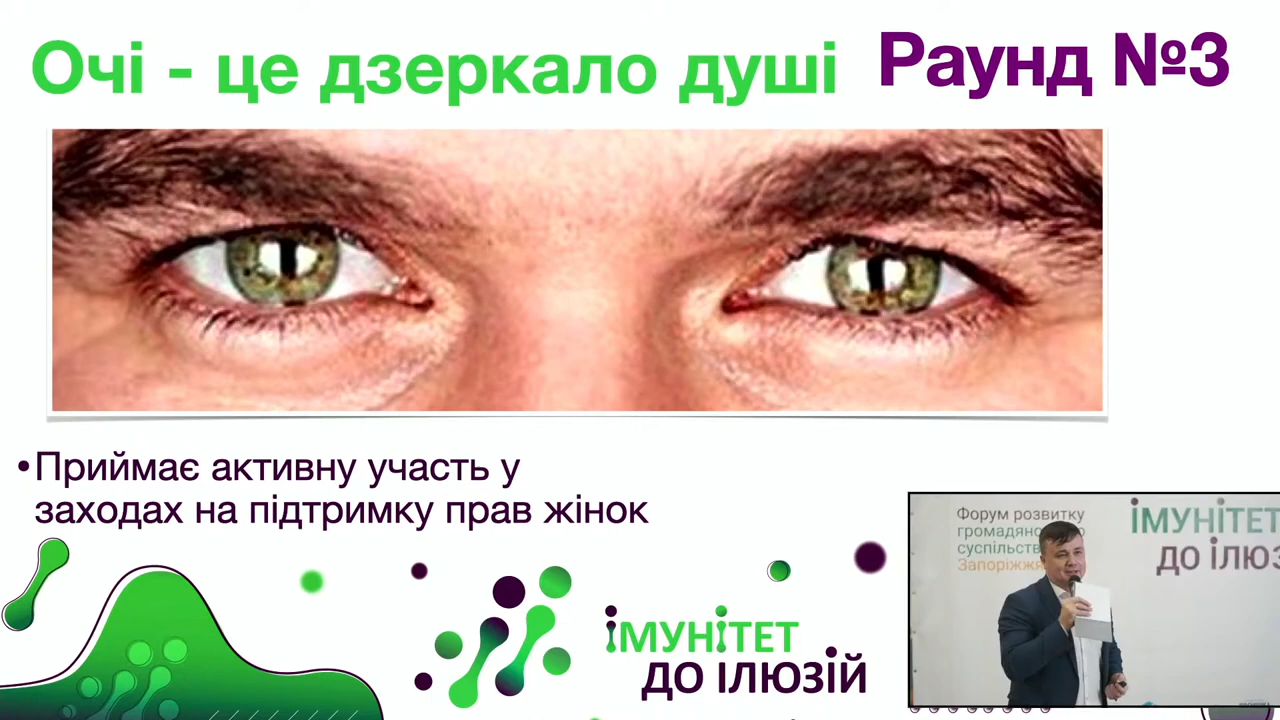 Очі - це дзеркало душі
Раунд №3
•Приймає активну участь у
заходах на підтримку прав жінок
імунітет
до ілюзій
Форум розвитку
суспільств
Запоріжжя
імунітет
до ілюз